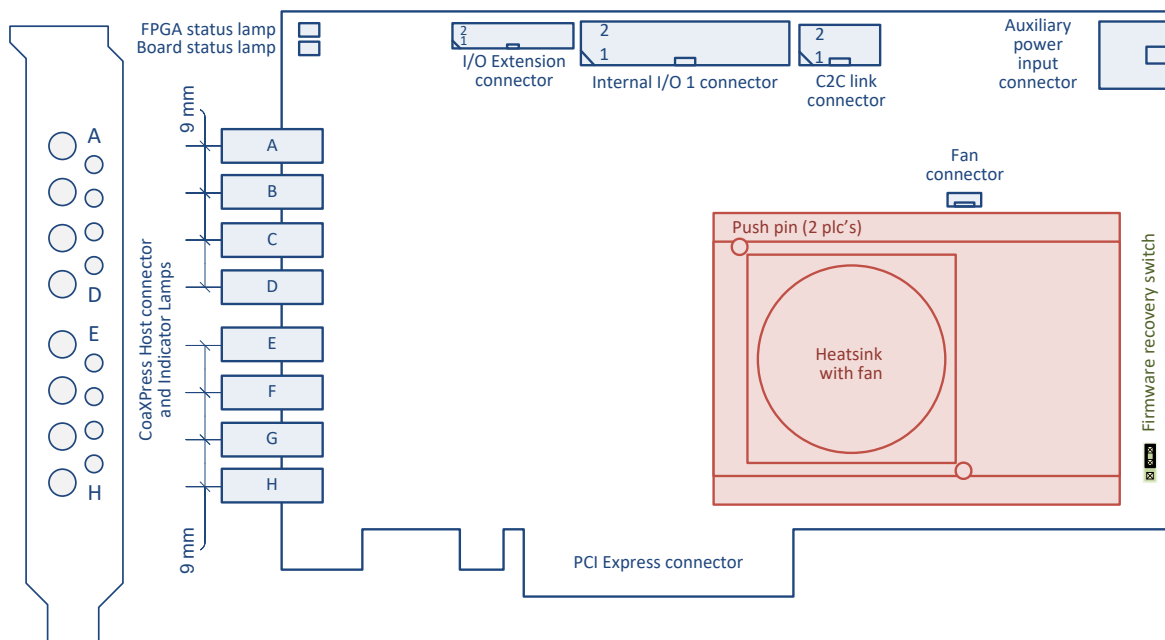 FPGA status lamp
Board status lamp
2
1
I/O Extension
connector
2
1
Internal I/O 1 connector
2
1
C2C link
connector
Auxiliary
power
input
connector
9 mm
A
D
E
H
CoaXPress Host connector
and Indicator Lamps
A
B
C
D
E
F
G
H
9 mm
Fan
connector
Push pin (2 plc's)
Heatsink
with fan
Firmware recovery switch
PCI Express connector